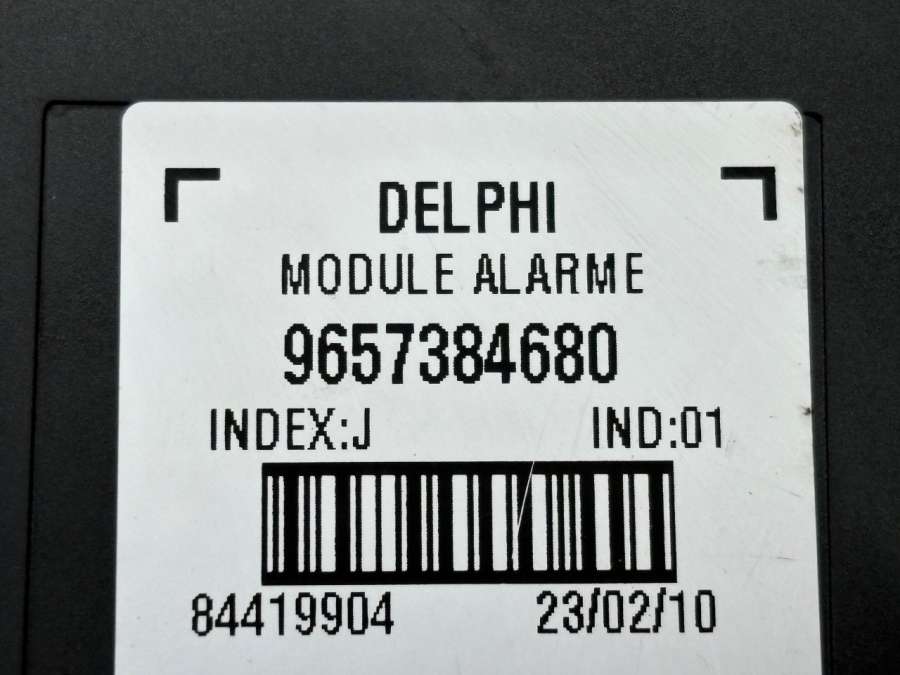 DELPHI
MODULE ALARME
9657384680
INDEX:J IND:01
84419904 23/02/10